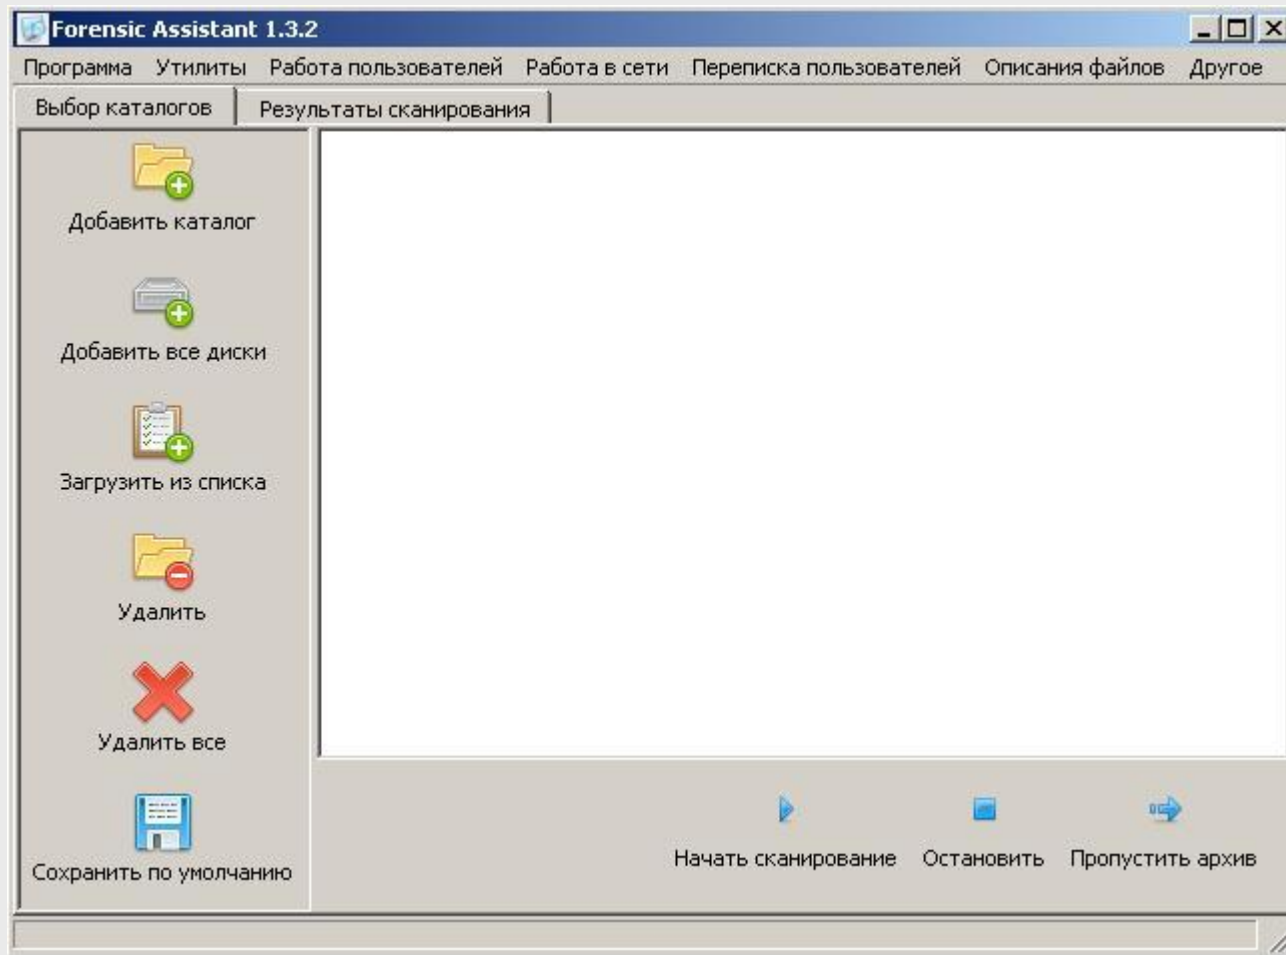 Forensic Assistant 1.3.2
Программа Утилиты Работа пользователей Работа в сети Переписка пользователей Описания файлов Другое
Выбор каталогов Результаты сканирования
Добавить каталог
Добавить все диски
Загрузить из списка
Удалить
Удалить все
Сохранить по умолчанию
Начать сканирование Остановить Пропустить архив